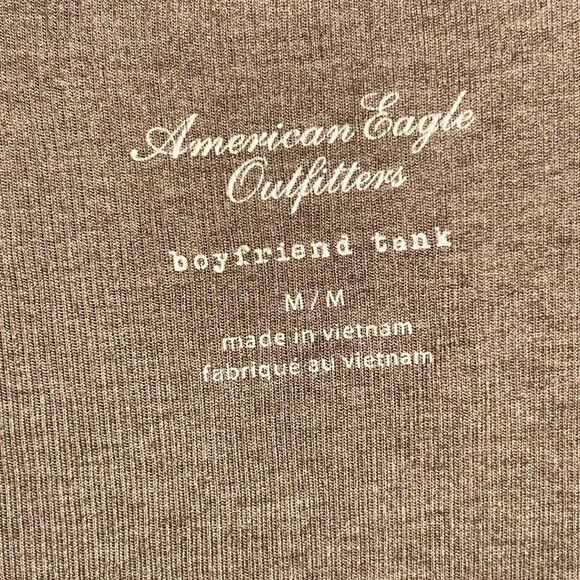 American Eagle
Outfitters
boyfriend tank
M / M
made in vietnam
fabriqué au vietnam